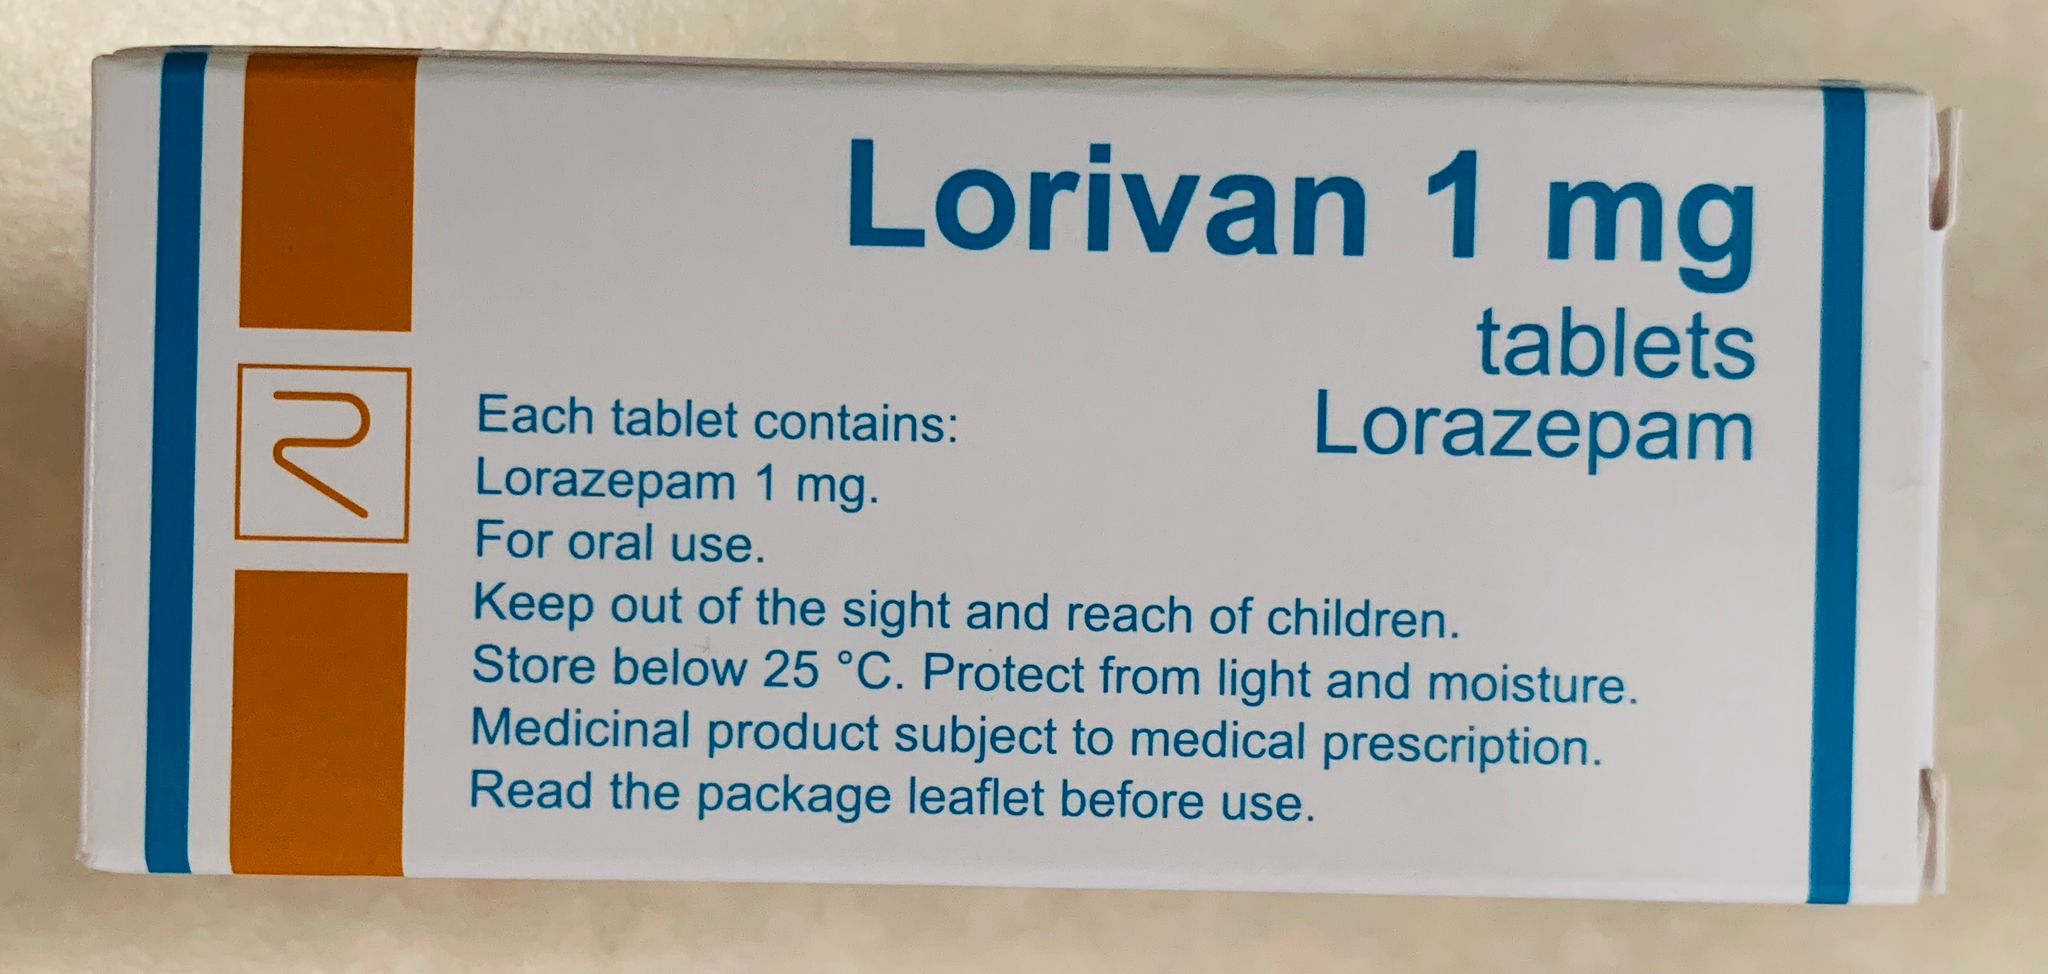 Lorivan 1 mg
tablets
Lorazepam
Each tablet contains:
Lorazepam 1 mg.
For oral use.
Keep out of the sight and reach of children.
Store below 25 °C. Protect from light and moisture.
Medicinal product subject to medical prescription.
Read the package leaflet before use.